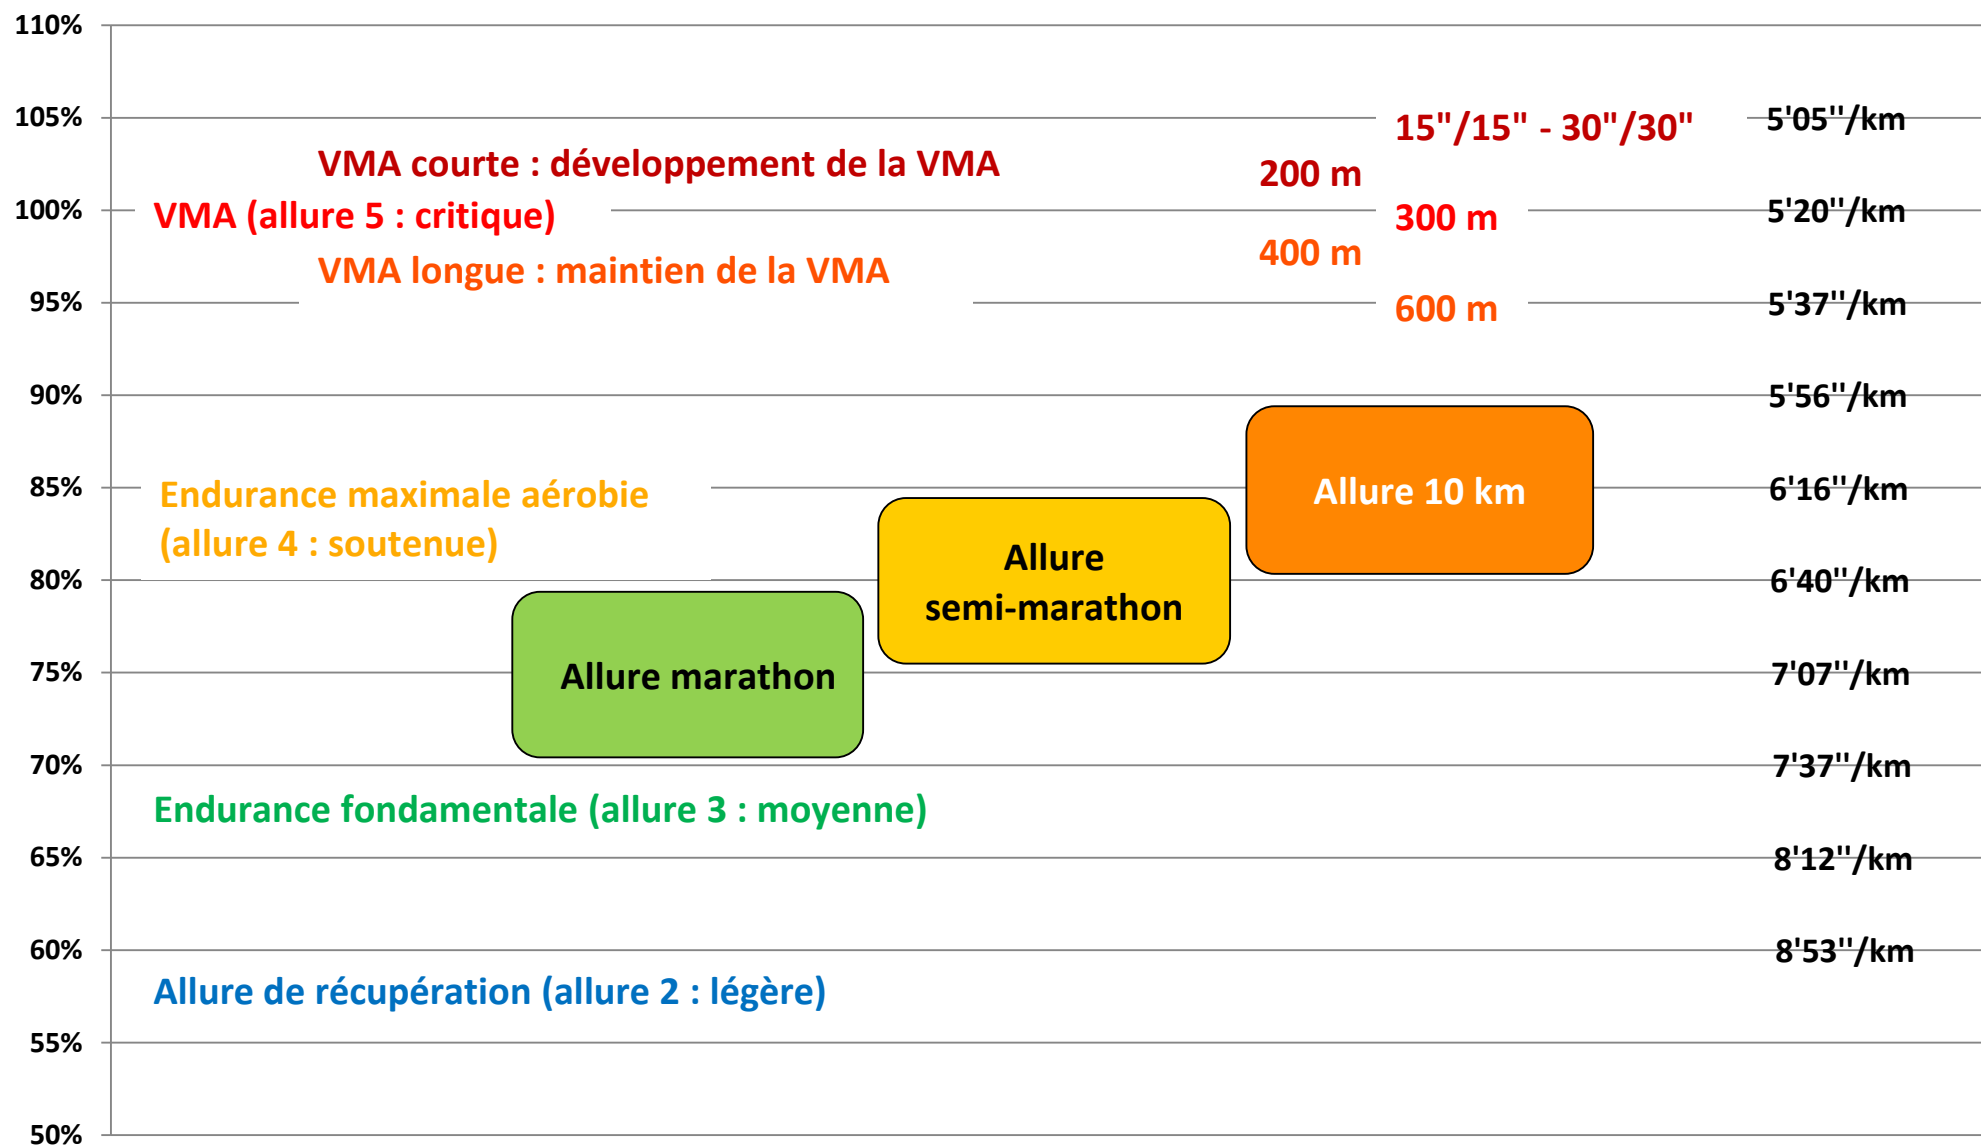 110%
105%
15"/15" - 30"/30"
5'05''/km
VMA courte : développement de la VMA
200 m
100%
VMA (allure 5 : critique)
300 m
5'20''/km
400 m
VMA longue : maintien de la VMA
95%
600 m
5'37''/km
90%
5'56''/km
85%
Endurance maximale aérobie
(allure 4 : soutenue)
Allure 10 km
6'16''/km
Allure
semi-marathon
80%
6'40''/km
75%
Allure marathon
7'07''/km
70%
7'37''/km
Endurance fondamentale (allure 3 : moyenne)
65%
8'12''/km
60%
8'53''/km
Allure de récupération (allure 2 : légère)
55%
50%